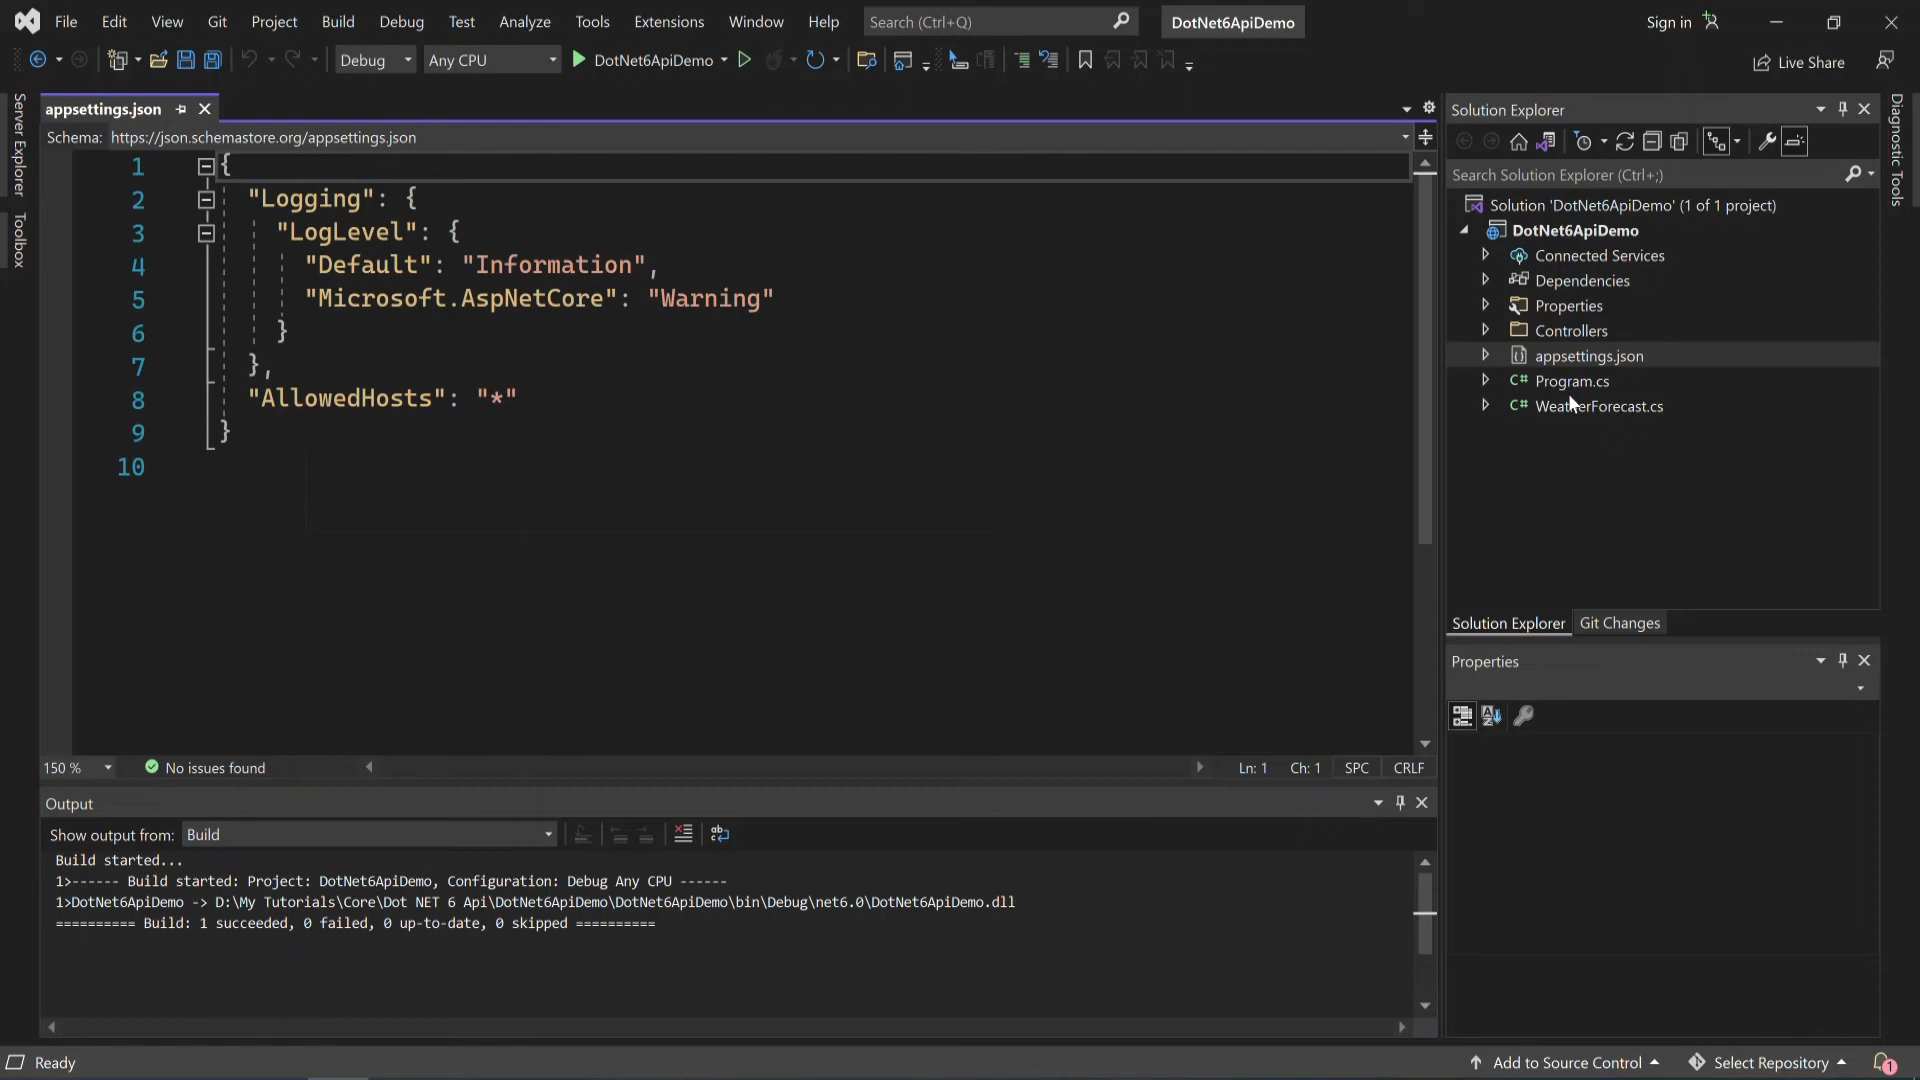 File Edit View Git Project Build Debug Test Analyze Tools Extensions Window Help Search (Ctrl+Q) DotNet6ApiDemo Sign in
Debug Any CPU DotNet6ApiDemo Live Share
Server Explorer
Toolbox
appsettings.json
Schema: https://json.schemastore.org/appsettings.json
1 {
2 "Logging": {
3 "LogLevel": {
4 "Default": "Information",
5 "Microsoft.AspNetCore": "Warning"
6 }
7 },
8 "AllowedHosts": "*"
9 }
10
150 % No issues found Ln: 1 Ch: 1 SPC CRLF
Output
Show output from: Build
Build started...
1>------ Build started: Project: DotNet6ApiDemo, Configuration: Debug Any CPU ------
1>DotNet6ApiDemo -> D:\My Tutorials\Core\Dot NET 6 Api\DotNet6ApiDemo\DotNet6ApiDemo\bin\Debug\net6.0\DotNet6ApiDemo.dll
========== Build: 1 succeeded, 0 failed, 0 up-to-date, 0 skipped ==========
Solution Explorer
Search Solution Explorer (Ctrl+;)
Solution 'DotNet6ApiDemo' (1 of 1 project)
DotNet6ApiDemo
Connected Services
Dependencies
Properties
Controllers
appsettings.json
C# Program.cs
C# WeatherForecast.cs
Solution Explorer Git Changes
Properties
Diagnostic Tools
Ready Add to Source Control Select Repository 1